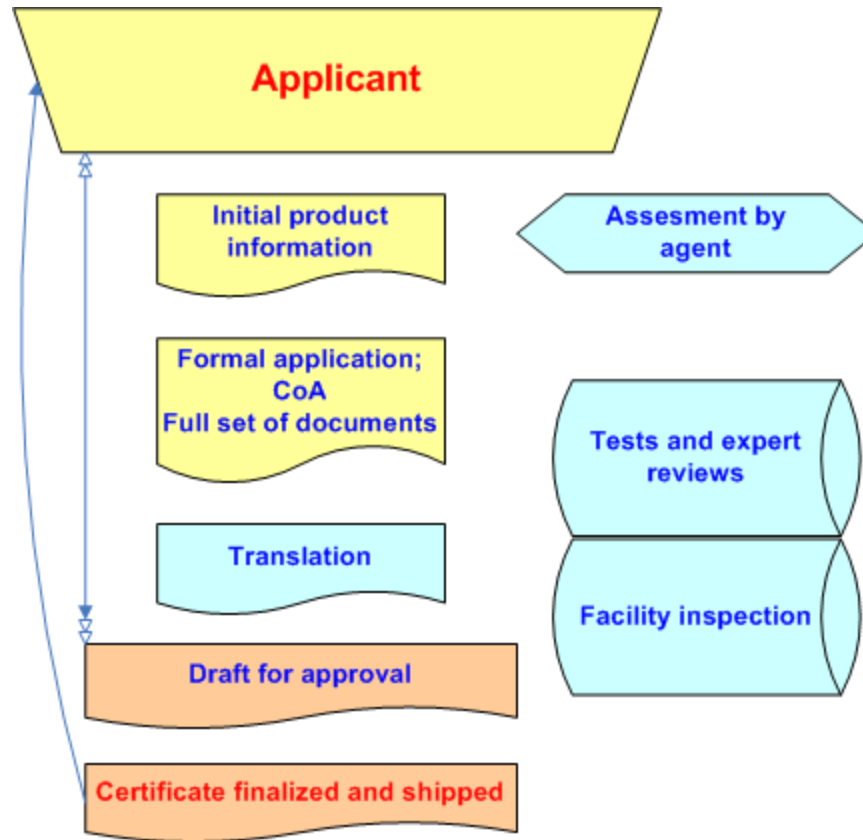 Applicant
Initial product
information
Assesment by
agent
Formal application;
CoA
Full set of documents
Tests and expert
reviews
Translation
Facility inspection
Draft for approval
Certificate finalized and shipped